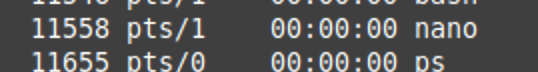 11558 pts/1    00:00:00 nano
11655 pts/0    00:00:00 ps